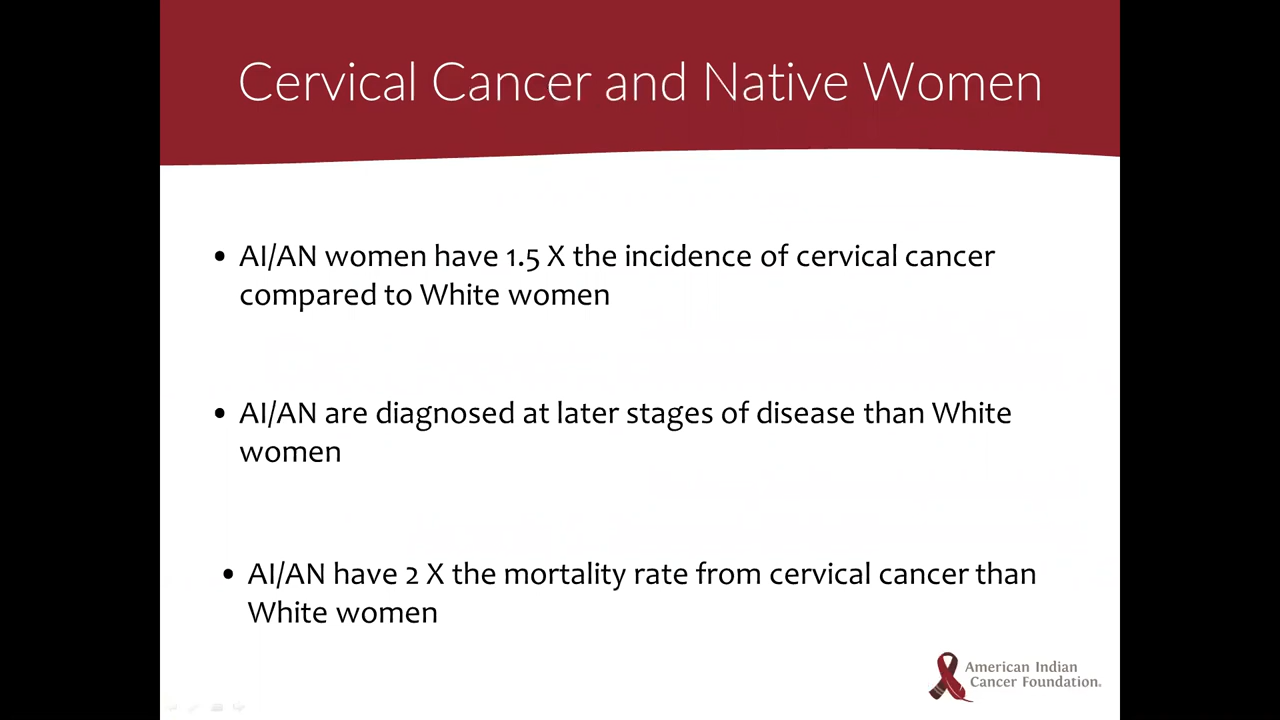 Cervical Cancer and Native Women
• AI/AN women have 1.5 X the incidence of cervical cancer
compared to White women
• AI/AN are diagnosed at later stages of disease than White
women
• AI/AN have 2 X the mortality rate from cervical cancer than
White women
American Indian
Cancer Foundation.